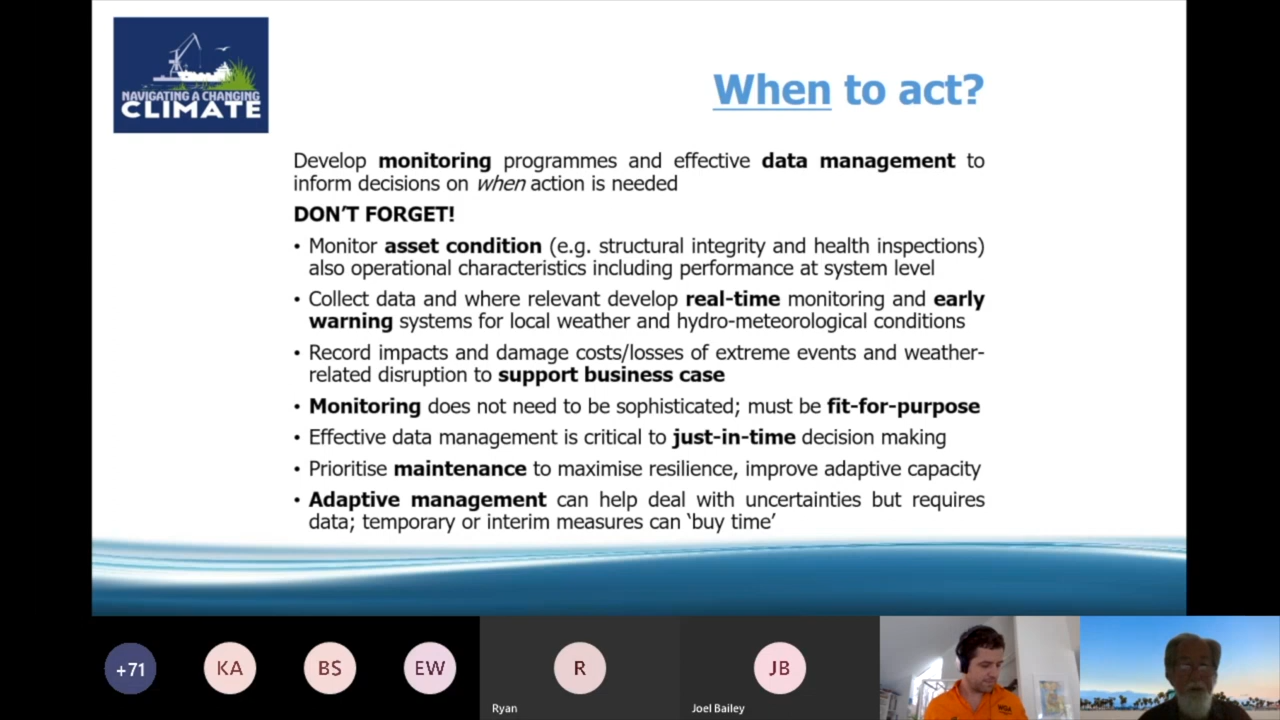 NAVIGATING A CHANGING
CLIMATE
When to act?
Develop monitoring programmes and effective data management to
inform decisions on when action is needed
DON'T FORGET!
• Monitor asset condition (e.g. structural integrity and health inspections)
also operational characteristics including performance at system level
• Collect data and where relevant develop real-time monitoring and early
warning systems for local weather and hydro-meteorological conditions
• Record impacts and damage costs/losses of extreme events and weather-
related disruption to support business case
• Monitoring does not need to be sophisticated; must be fit-for-purpose
• Effective data management is critical to just-in-time decision making
• Prioritise maintenance to maximise resilience, improve adaptive capacity
• Adaptive management can help deal with uncertainties but requires
data; temporary or interim measures can ‘buy time’
+71
KA
BS
EW
R
JB
Ryan
Joel Bailey